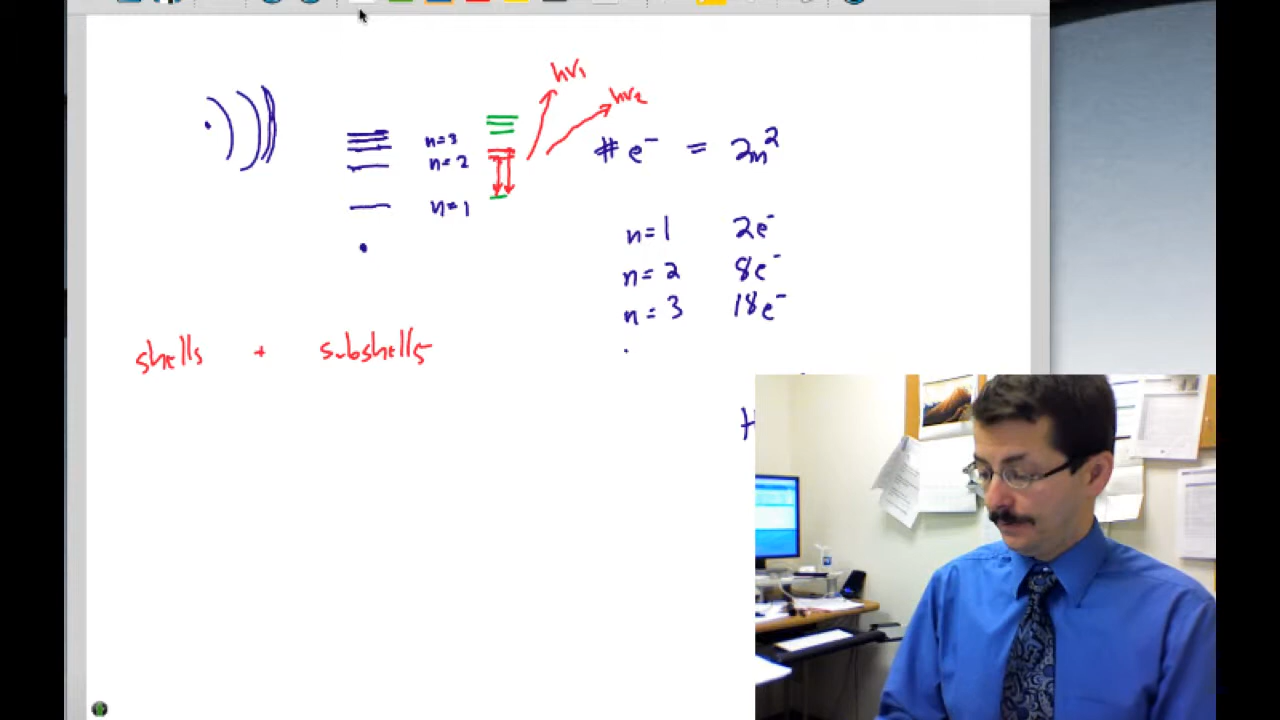 hν₁
hν₂
n=3
n=2
n=1
# e⁻ = 2n²
n=1 2e⁻
n=2 8e⁻
n=3 18e⁻
shells + subshells
H